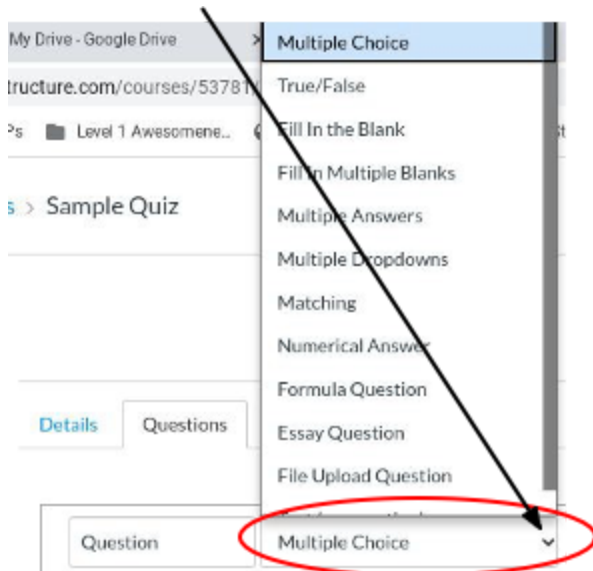 My Drive - Google Drive
Multiple Choice
tructure.com/courses/53781
True/False
Ps Level 1 Awesomene...
Fill In the Blank
Fill In Multiple Blanks
s > Sample Quiz
Multiple Answers
Multiple Dropdowns
Matching
Numerical Answer
Formula Question
Details Questions
Essay Question
File Upload Question
Question
Multiple Choice